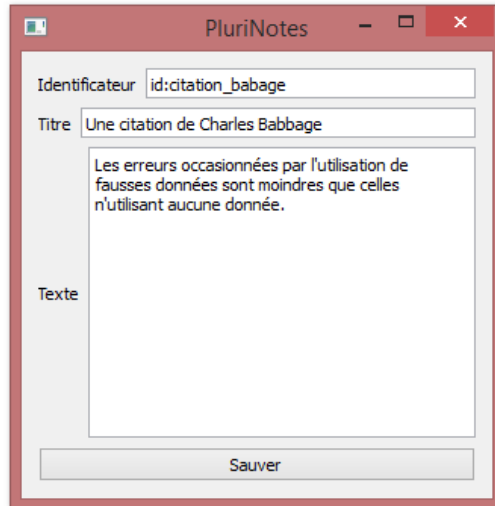 PluriNotes
Identificateur id:citation_babage
Titre Une citation de Charles Babbage
Les erreurs occasionnées par l'utilisation de
fausses données sont moindres que celles
n'utilisant aucune donnée.
Texte
Sauver